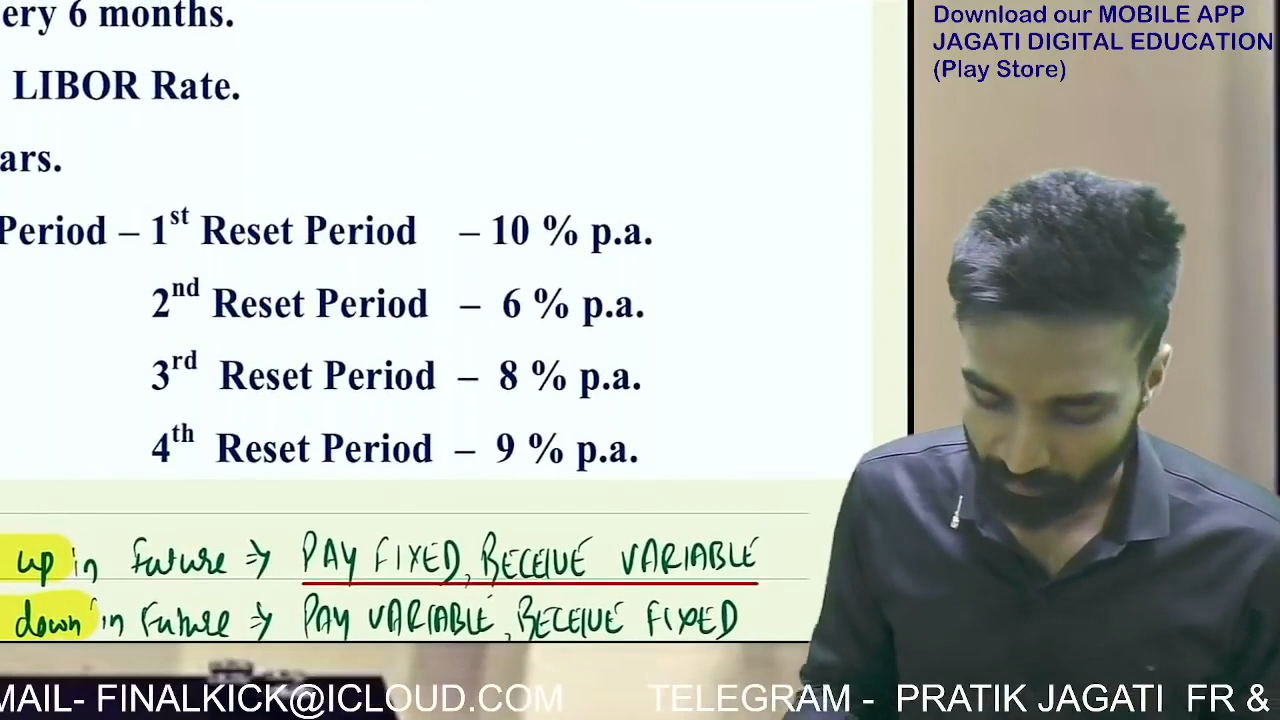 ery 6 months.
LIBOR Rate.
ars.
Period – 1st Reset Period – 10 % p.a.
2nd Reset Period – 6 % p.a.
3rd Reset Period – 8 % p.a.
4th Reset Period – 9 % p.a.
up in future ⇒ PAY FIXED, RECEIVE VARIABLE
down in future ⇒ PAY VARIABLE, RECEIVE FIXED
Download our MOBILE APP
JAGATI DIGITAL EDUCATION
(Play Store)
MAIL- FINALKICK@ICLOUD.COM TELEGRAM - PRATIK JAGATI FR &